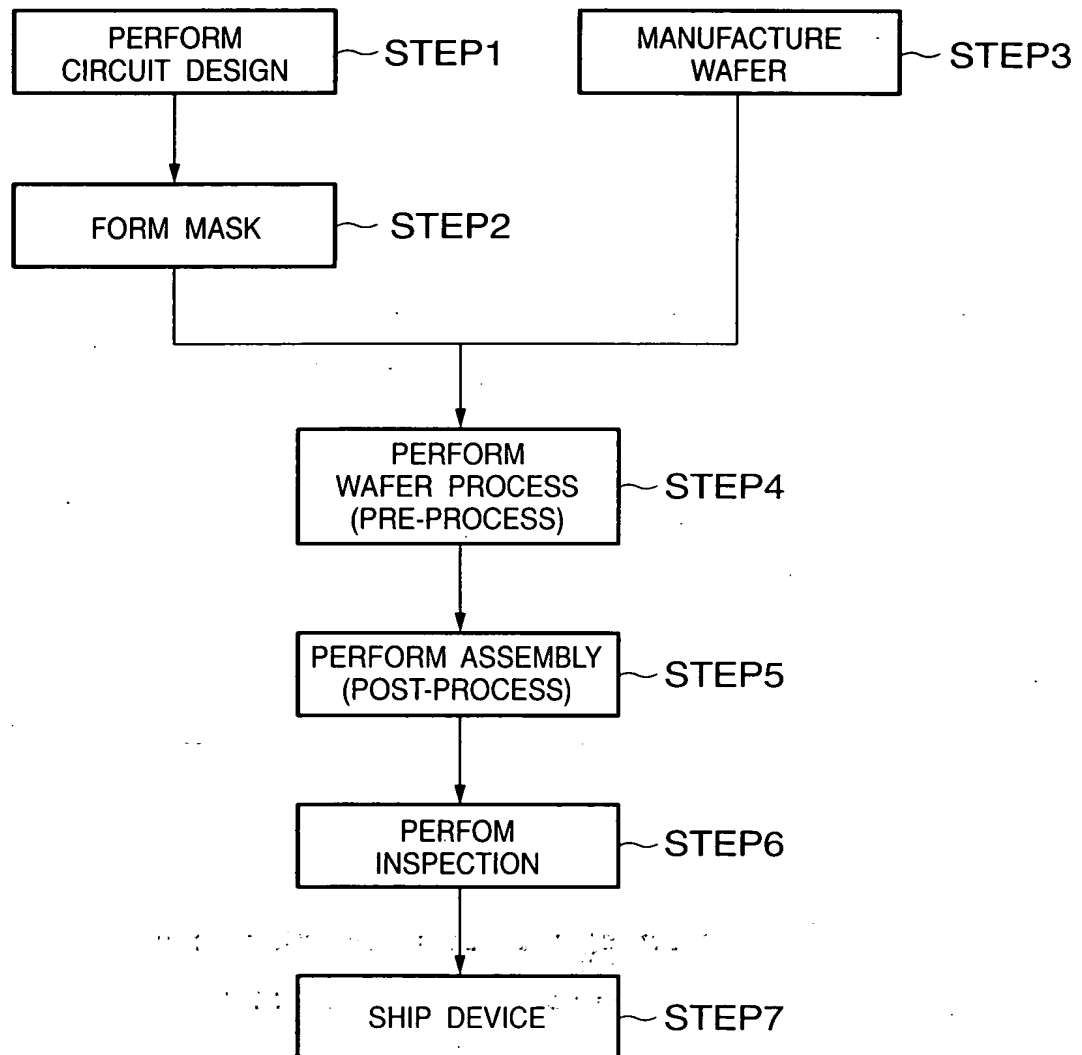 PERFORM
CIRCUIT DESIGN
STEP1
MANUFACTURE
WAFER
STEP3
FORM MASK
STEP2
PERFORM
WAFER PROCESS
(PRE-PROCESS)
STEP4
PERFORM ASSEMBLY
(POST-PROCESS)
STEP5
PERFOM
INSPECTION
STEP6
SHIP DEVICE
STEP7